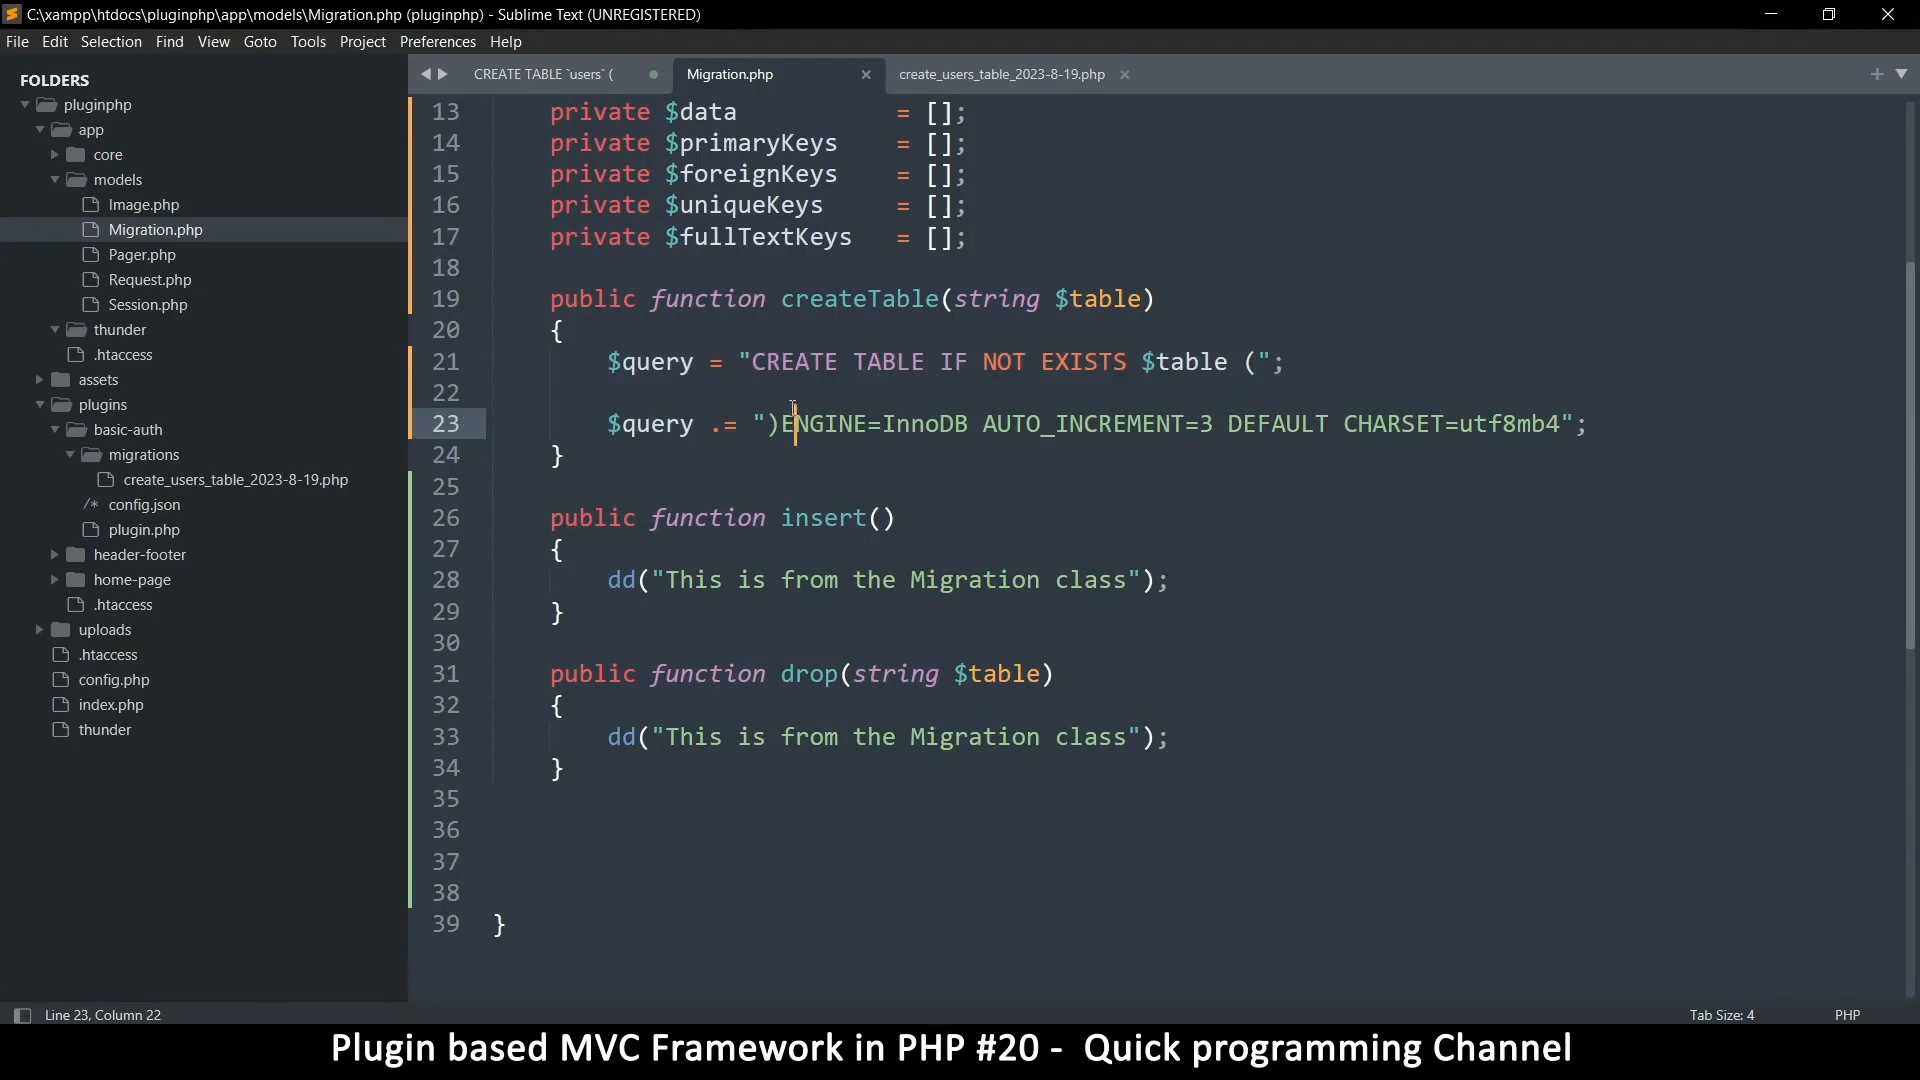 C:\xampp\htdocs\pluginphp\app\models\Migration.php (pluginphp) - Sublime Text (UNREGISTERED)
File Edit Selection Find View Goto Tools Project Preferences Help
FOLDERS
pluginphp
app
core
models
Image.php
Migration.php
Pager.php
Request.php
Session.php
thunder
.htaccess
assets
plugins
basic-auth
migrations
create_users_table_2023-8-19.php
/* config.json
plugin.php
header-footer
home-page
.htaccess
uploads
.htaccess
config.php
index.php
thunder
CREATE TABLE `users` ( Migration.php create_users_table_2023-8-19.php
13 private $data = [];
14 private $primaryKeys = [];
15 private $foreignKeys = [];
16 private $uniqueKeys = [];
17 private $fullTextKeys = [];
18
19 public function createTable(string $table)
20 {
21 $query = "CREATE TABLE IF NOT EXISTS $table (";
22
23 $query .= ")ENGINE=InnoDB AUTO_INCREMENT=3 DEFAULT CHARSET=utf8mb4";
24 }
25
26 public function insert()
27 {
28 dd("This is from the Migration class");
29 }
30
31 public function drop(string $table)
32 {
33 dd("This is from the Migration class");
34 }
35
36
37
38
39 }
Line 23, Column 22 Tab Size: 4 PHP
Plugin based MVC Framework in PHP #20 - Quick programming Channel